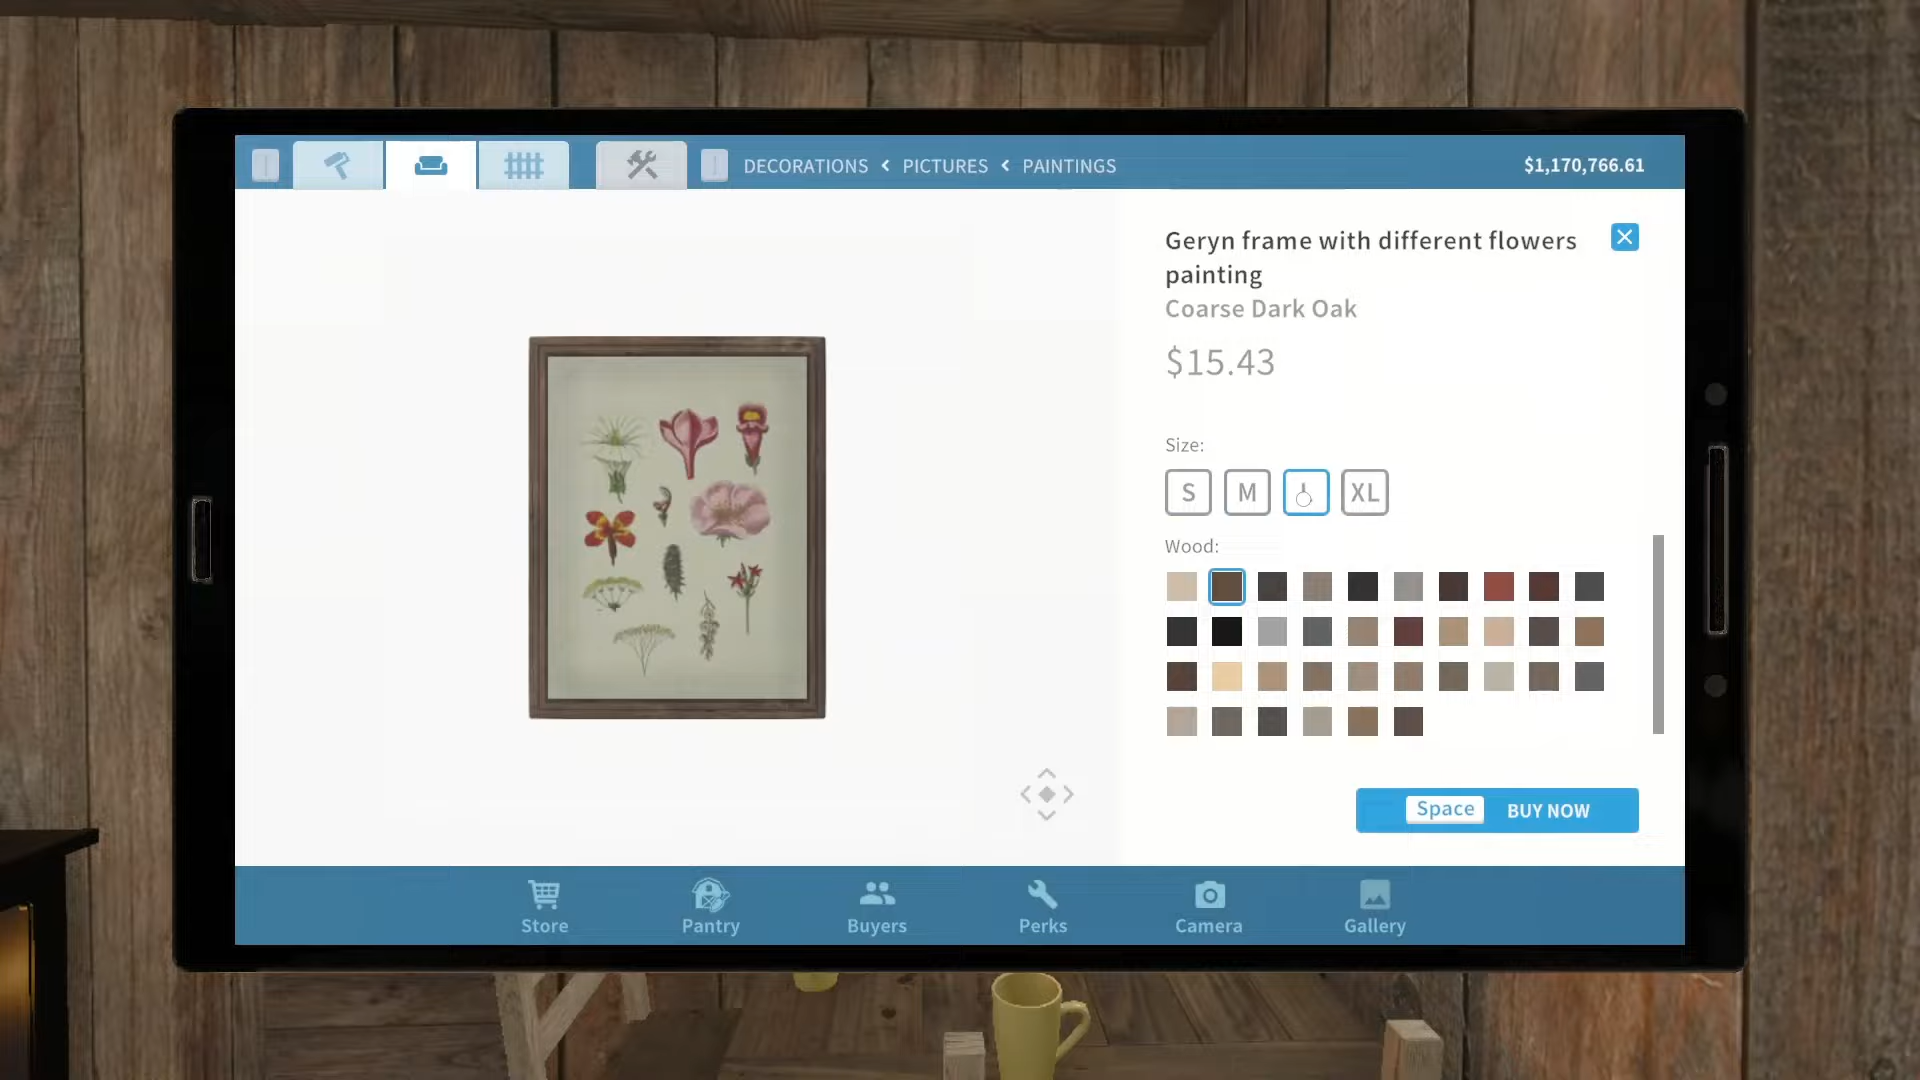 DECORATIONS < PICTURES < PAINTINGS
$1,170,766.61
Geryn frame with different flowers
painting
Coarse Dark Oak
$15.43
Size:
S M L XL
Wood:
Space BUY NOW
Store Pantry Buyers Perks Camera Gallery